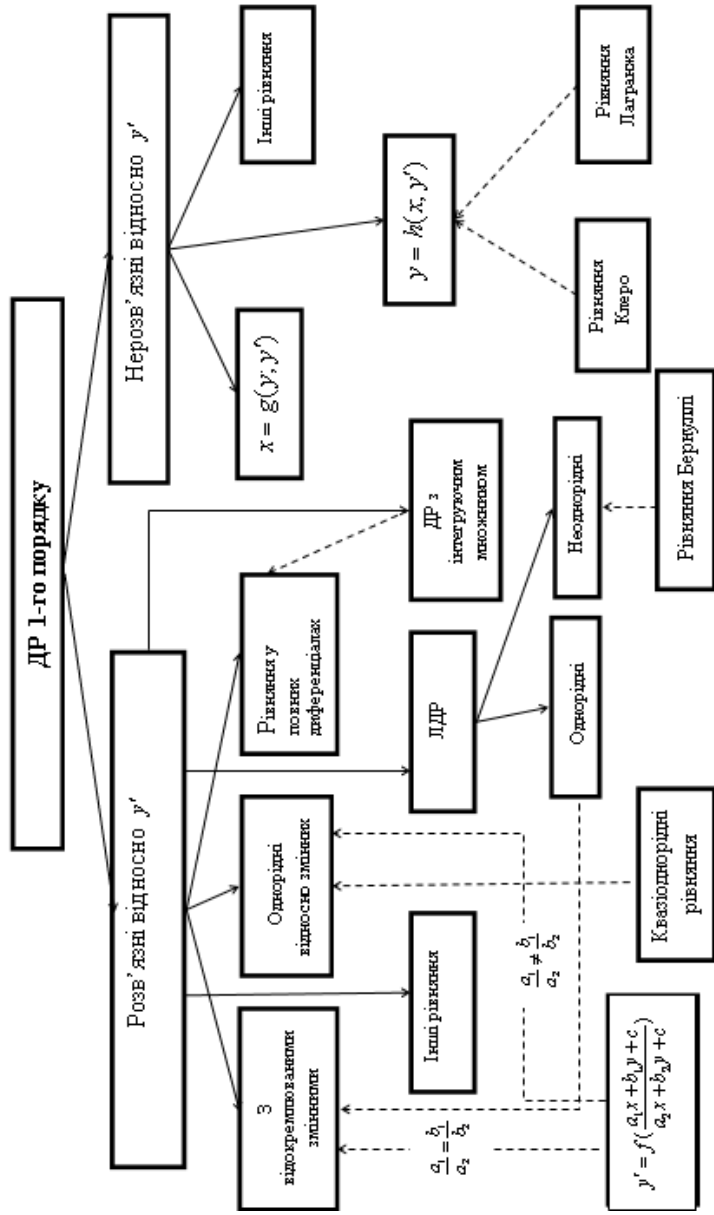 ДР 1-го порядку
Розв’язні відносно y′
Нерозв’язні відносно y′
З
відокремлюваними
змінними
Однорідні
відносно змінних
Рівняння у
повних
диференціалах
x = g(y, y′)
Інші рівняння
Інші рівняння
ЛДР
ДР з
інтегруючим
множником
y = h(x, y′)
a₁/a₂ = b₁/b₂
a₁/a₂ ≠ b₁/b₂
Однорідні
Неоднорідні
Рівняння
Клеро
Рівняння
Лагранжа
y′ = f((a₁x + b₁y + c)/(a₂x + b₂y + c))
Квазіоднорідні
рівняння
Рівняння Бернуллі